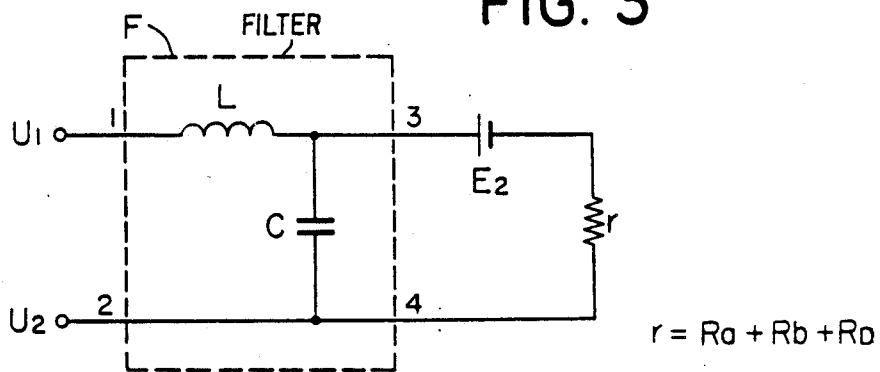 FIG. 3
F
FILTER
L
U1
1
3
E2
C
r
U2
2
4
r = Ra + Rb + RD